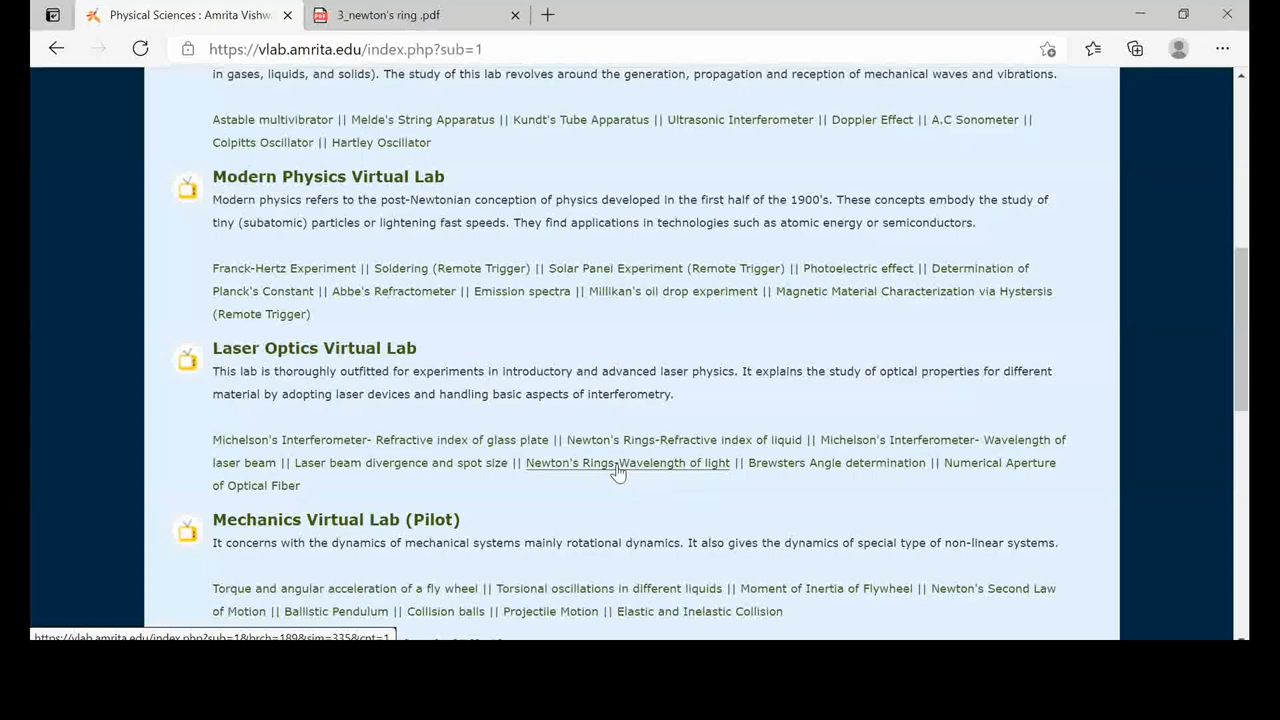 Physical Sciences : Amrita Vishw
3_newton's ring .pdf
https://vlab.amrita.edu/index.php?sub=1
in gases, liquids, and solids). The study of this lab revolves around the generation, propagation and reception of mechanical waves and vibrations.
Astable multivibrator || Melde's String Apparatus || Kundt's Tube Apparatus || Ultrasonic Interferometer || Doppler Effect || A.C Sonometer ||
Colpitts Oscillator || Hartley Oscillator
Modern Physics Virtual Lab
Modern physics refers to the post-Newtonian conception of physics developed in the first half of the 1900's. These concepts embody the study of
tiny (subatomic) particles or lightening fast speeds. They find applications in technologies such as atomic energy or semiconductors.
Franck-Hertz Experiment || Soldering (Remote Trigger) || Solar Panel Experiment (Remote Trigger) || Photoelectric effect || Determination of
Planck's Constant || Abbe's Refractometer || Emission spectra || Millikan's oil drop experiment || Magnetic Material Characterization via Hystersis
(Remote Trigger)
Laser Optics Virtual Lab
This lab is thoroughly outfitted for experiments in introductory and advanced laser physics. It explains the study of optical properties for different
material by adopting laser devices and handling basic aspects of interferometry.
Michelson's Interferometer- Refractive index of glass plate || Newton's Rings-Refractive index of liquid || Michelson's Interferometer- Wavelength of
laser beam || Laser beam divergence and spot size || Newton's Rings-Wavelength of light || Brewsters Angle determination || Numerical Aperture
of Optical Fiber
Mechanics Virtual Lab (Pilot)
It concerns with the dynamics of mechanical systems mainly rotational dynamics. It also gives the dynamics of special type of non-linear systems.
Torque and angular acceleration of a fly wheel || Torsional oscillations in different liquids || Moment of Inertia of Flywheel || Newton's Second Law
of Motion || Ballistic Pendulum || Collision balls || Projectile Motion || Elastic and Inelastic Collision
https://vlab.amrita.edu/index.php?sub=1&brch=189&sim=335&cnt=1